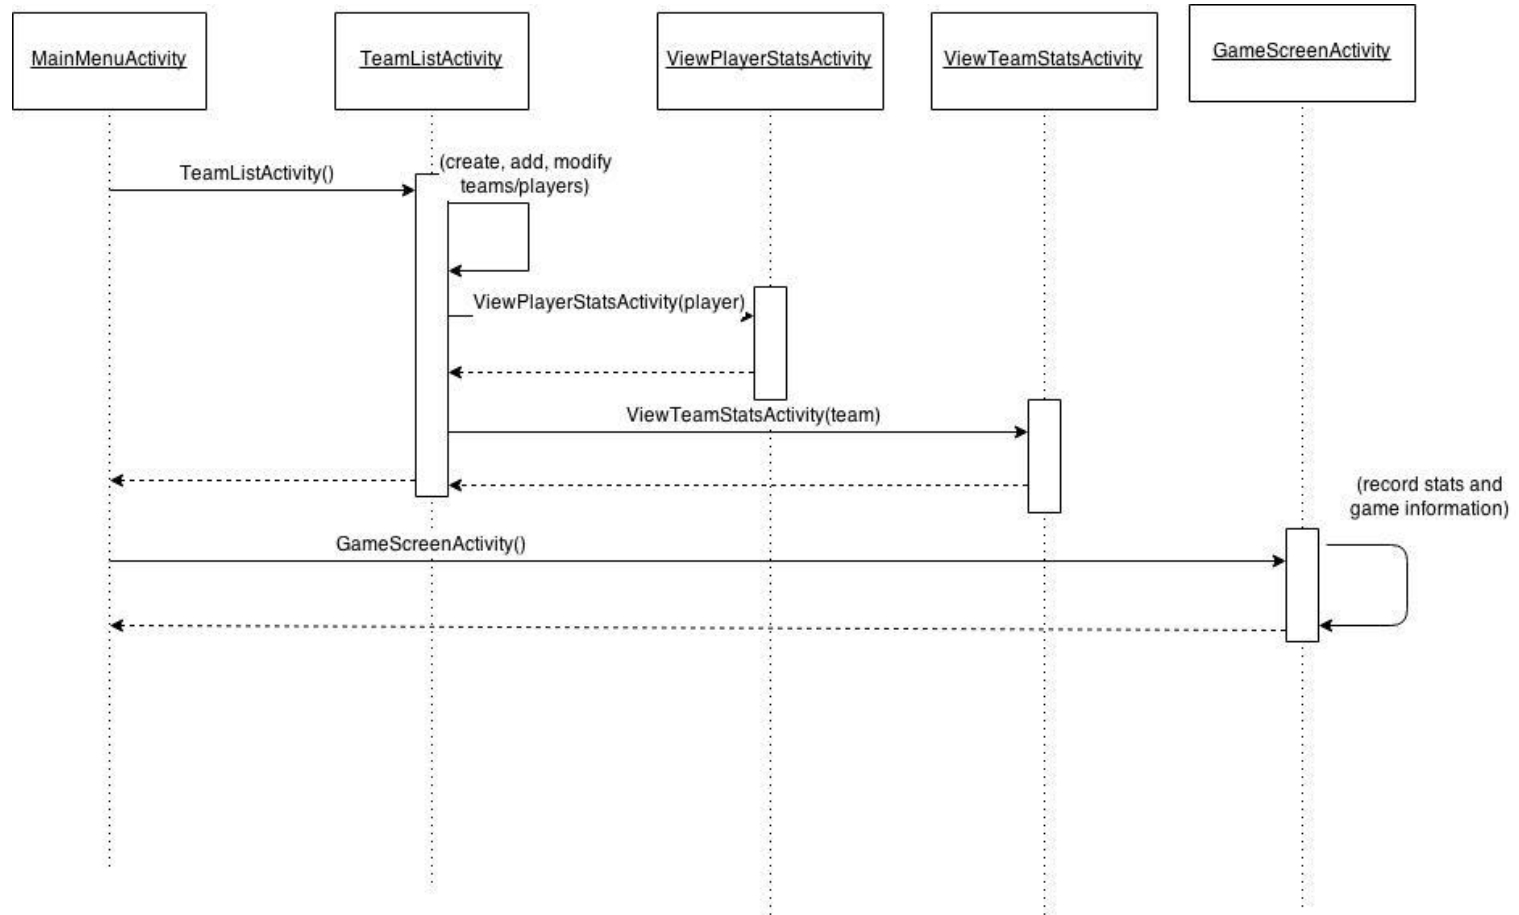 MainMenuActivity
TeamListActivity
ViewPlayerStatsActivity
ViewTeamStatsActivity
GameScreenActivity
TeamListActivity()
(create, add, modify
teams/players)
ViewPlayerStatsActivity(player)
ViewTeamStatsActivity(team)
(record stats and
game information)
GameScreenActivity()